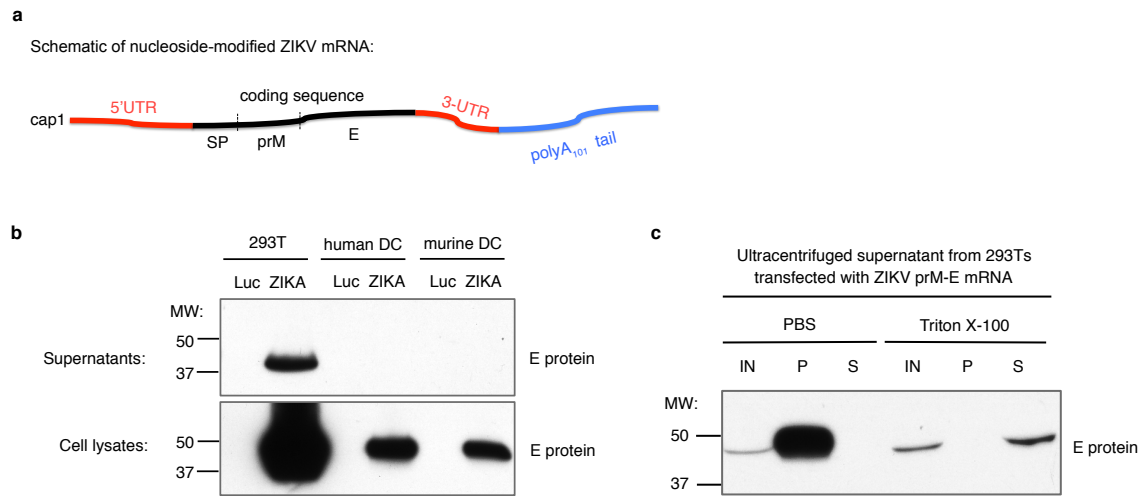 a
Schematic of nucleoside-modified ZIKV mRNA:
cap1 5'UTR coding sequence 3-UTR
SP prM E polyA101 tail
b
293T human DC murine DC
Luc ZIKA Luc ZIKA Luc ZIKA
MW:
50
Supernatants: E protein
37
Cell lysates: 50 E protein
37
c
Ultracentrifuged supernatant from 293Ts
transfected with ZIKV prM-E mRNA
PBS Triton X-100
IN P S IN P S
MW:
50 E protein
37